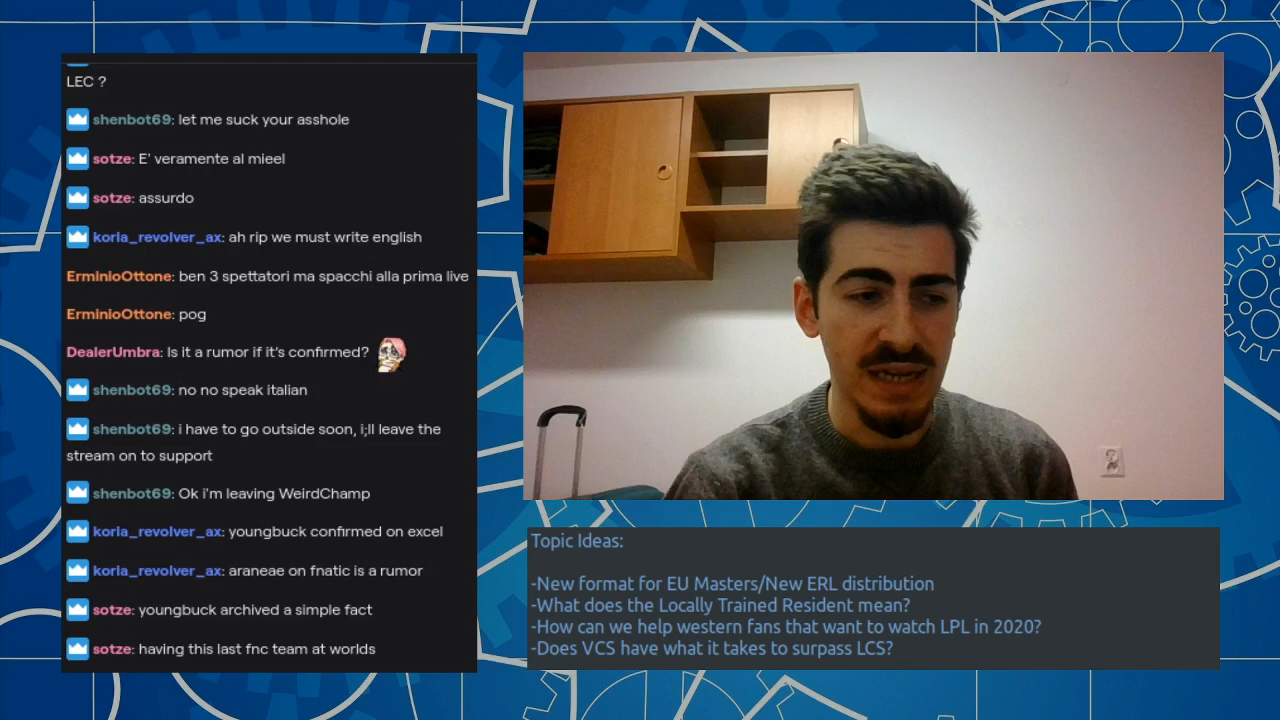 LEC ?
shenbot69: let me suck your asshole
sotze: E' veramente al mieel
sotze: assurdo
korla_revolver_ax: ah rip we must write english
ErminioOttone: ben 3 spettatori ma spacchi alla prima live
ErminioOttone: pog
DealerUmbra: Is it a rumor if it's confirmed?
shenbot69: no no speak italian
shenbot69: i have to go outside soon, i;ll leave the
stream on to support
shenbot69: Ok i'm leaving WeirdChamp
korla_revolver_ax: youngbuck confirmed on excel
korla_revolver_ax: araneae on fnatic is a rumor
sotze: youngbuck archived a simple fact
sotze: having this last fnc team at worlds
Topic Ideas:
-New format for EU Masters/New ERL distribution
-What does the Locally Trained Resident mean?
-How can we help western fans that want to watch LPL in 2020?
-Does VCS have what it takes to surpass LCS?